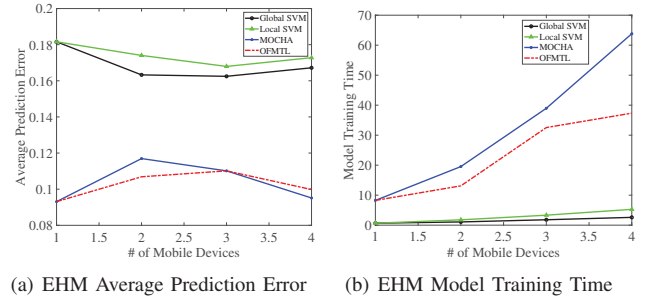 0.2
0.18
0.16
0.14
0.12
0.1
0.08
Average Prediction Error
1 1.5 2 2.5 3 3.5 4
# of Mobile Devices
Global SVM
Local SVM
MOCHA
OFMTL
(a) EHM Average Prediction Error
70
60
50
40
30
20
10
0
Model Training Time
1 1.5 2 2.5 3 3.5 4
# of Mobile Devices
Global SVM
Local SVM
MOCHA
OFMTL
(b) EHM Model Training Time